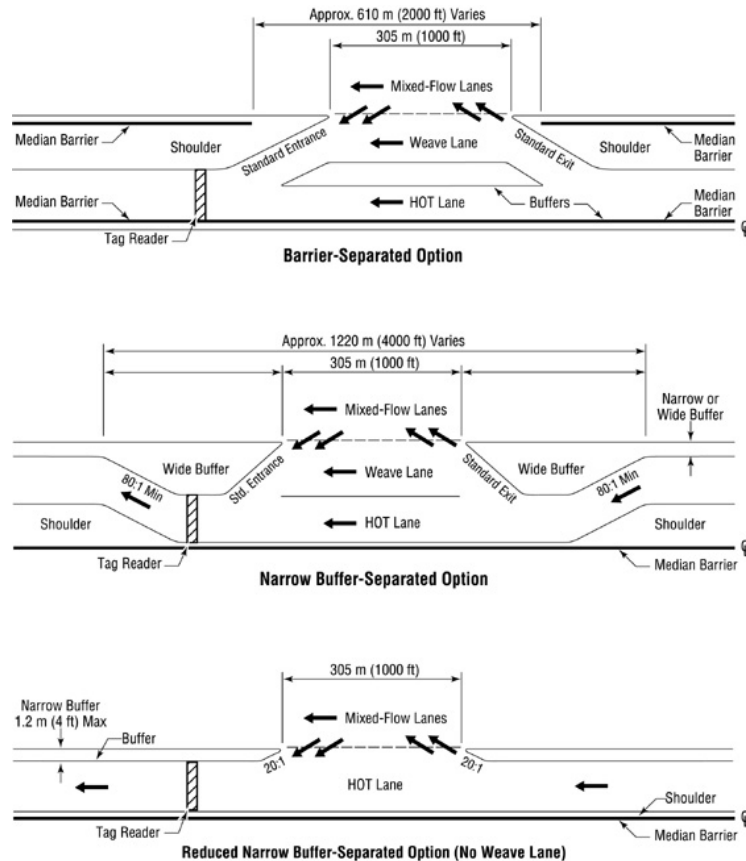 Approx. 610 m (2000 ft) Varies
305 m (1000 ft)
Mixed-Flow Lanes
Median Barrier
Shoulder
Standard Entrance
Weave Lane
Standard Exit
Shoulder
Median
Barrier
Median Barrier
HOT Lane
Buffers
Median
Barrier
Tag Reader
Barrier-Separated Option
Approx. 1220 m (4000 ft) Varies
305 m (1000 ft)
Mixed-Flow Lanes
Narrow or
Wide Buffer
Wide Buffer
Std. Entrance
Weave Lane
Standard Exit
Wide Buffer
80:1 Min
80:1 Min
Shoulder
HOT Lane
Shoulder
Tag Reader
Median Barrier
Narrow Buffer-Separated Option
305 m (1000 ft)
Narrow Buffer
1.2 m (4 ft) Max
Mixed-Flow Lanes
Buffer
20:1
20:1
HOT Lane
Shoulder
Tag Reader
Median Barrier
Reduced Narrow Buffer-Separated Option (No Weave Lane)